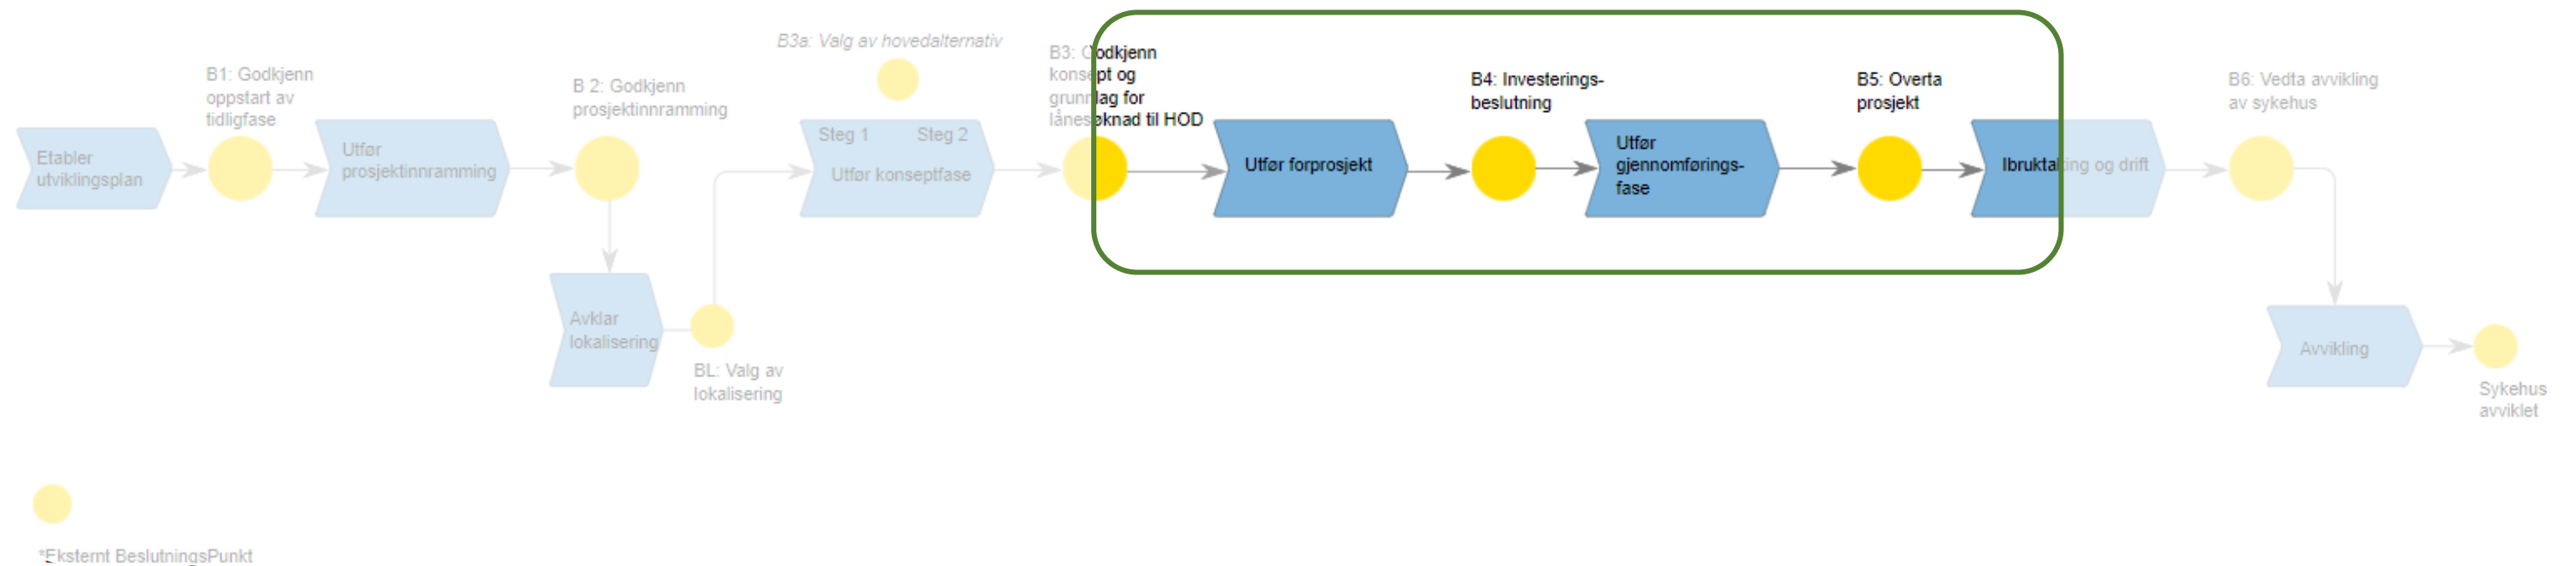 B3a: Valg av hovedalternativ
B1: Godkjenn
oppstart av
tidligfase
B 2: Godkjenn
prosjektinnramming
B3: Godkjenn
konsept og
grunnlag for
lånesøknad til HOD
B4: Investerings-
beslutning
B5: Overta
prosjekt
B6: Vedta avvikling
av sykehus
Etabler
utviklingsplan
Utfør
prosjektinnramming
Steg 1 Steg 2
Utfør konseptfase
Utfør forprosjekt
Utfør
gjennomførings-
fase
Ibruktaking og drift
Avklar
lokalisering
BL: Valg av
lokalisering
Avvikling
Sykehus
avviklet
*Eksternt BeslutningsPunkt